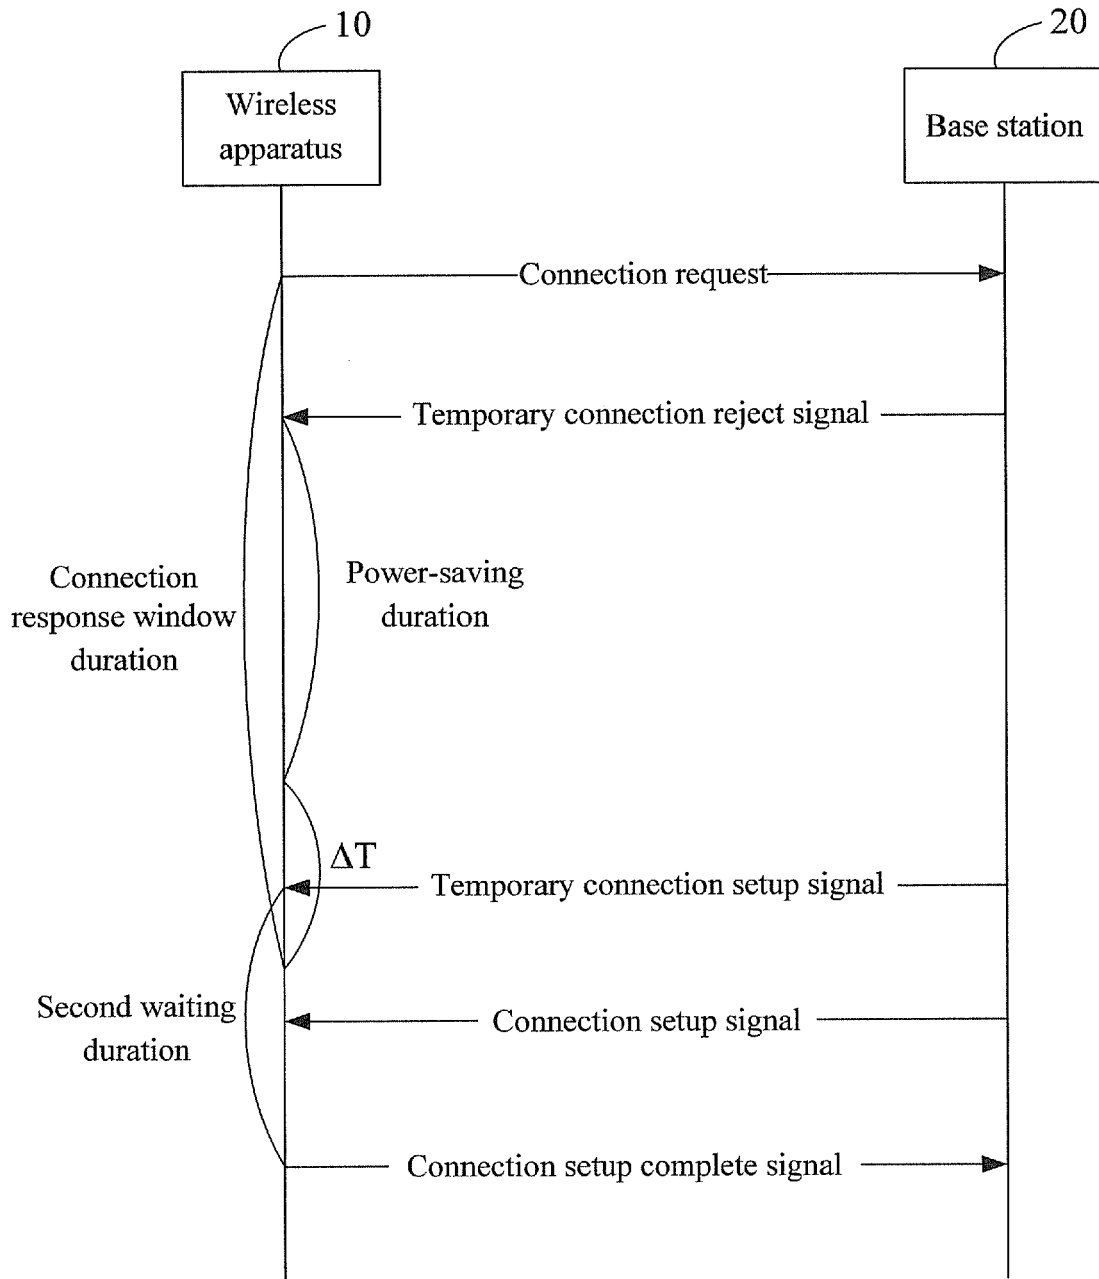 10
20
Wireless
apparatus
Base station
Connection request
Temporary connection reject signal
Connection
response window
duration
Power-saving
duration
ΔT
Temporary connection setup signal
Second waiting
duration
Connection setup signal
Connection setup complete signal